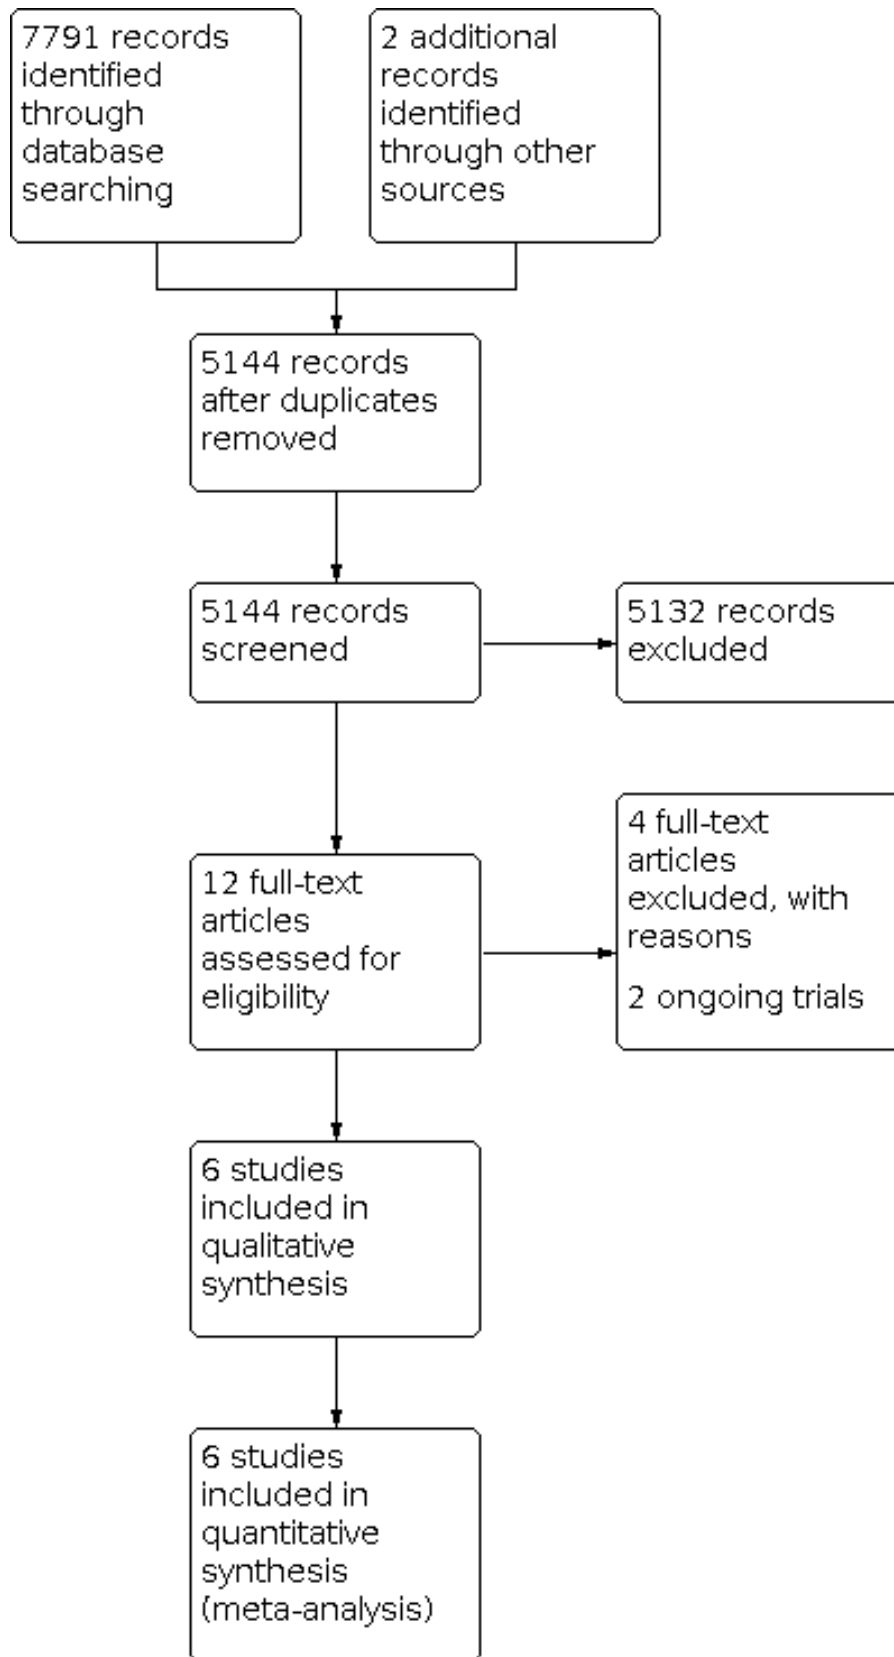 7791 records
identified
through
database
searching
2 additional
records
identified
through other
sources
5144 records
after duplicates
removed
5144 records
screened
5132 records
excluded
12 full-text
articles
assessed for
eligibility
4 full-text
articles
excluded, with
reasons
2 ongoing trials
6 studies
included in
qualitative
synthesis
6 studies
included in
quantitative
synthesis
(meta-analysis)